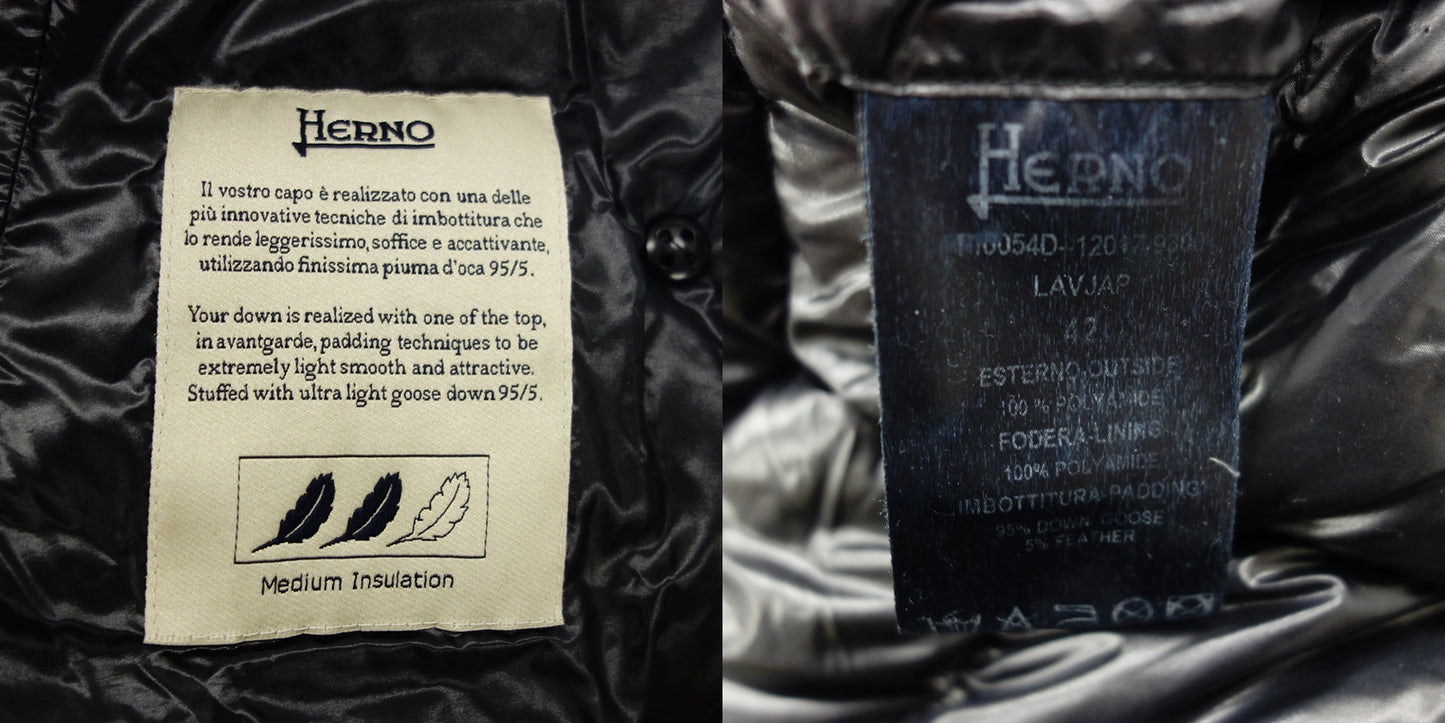 HERNO
Il vostro capo è realizzato con una delle
più innovative tecniche di imbottitura che
lo rende leggerissimo, soffice e accattivante,
utilizzando finissima piuma d'oca 95/5.
Your down is realized with one of the top,
in avantgarde, padding techniques to be
extremely light smooth and attractive.
Stuffed with ultra light goose down 95/5.
Medium Insulation
HERNO
LAVJAP
42
ESTERNO-OUTSIDE
100 % POLYAMIDE
FODERA-LINING
100% POLYAMIDE
IMBOTTITURA-PADDING
95% DOWN GOOSE
5% FEATHER